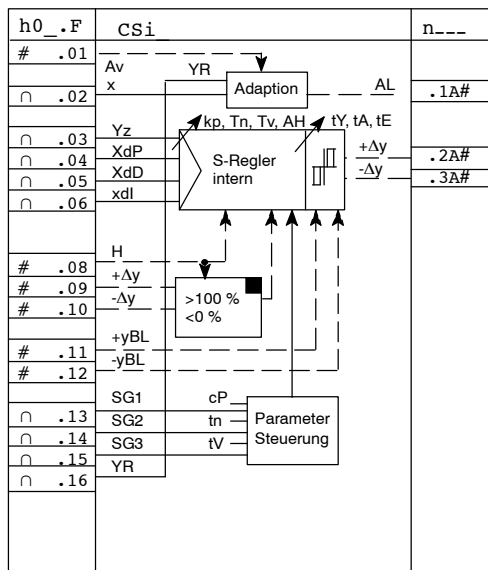 h0_.F CSi n___
# .01
Av YR
∩ .02 x Adaption AL .1A#
kp, Tn, Tv, AH tY, tA, tE
∩ .03 Yz
∩ .04 XdP S-Regler +Δy .2A#
∩ .05 XdD intern -Δy .3A#
∩ .06 xdI
H
# .08
# .09 +Δy
# .10 -Δy >100 %
<0 %
+yBL
# .11
# .12 -yBL
SG1 cP
∩ .13 SG2 tn Parameter
∩ .14 SG3 tV Steuerung
∩ .15 YR
∩ .16